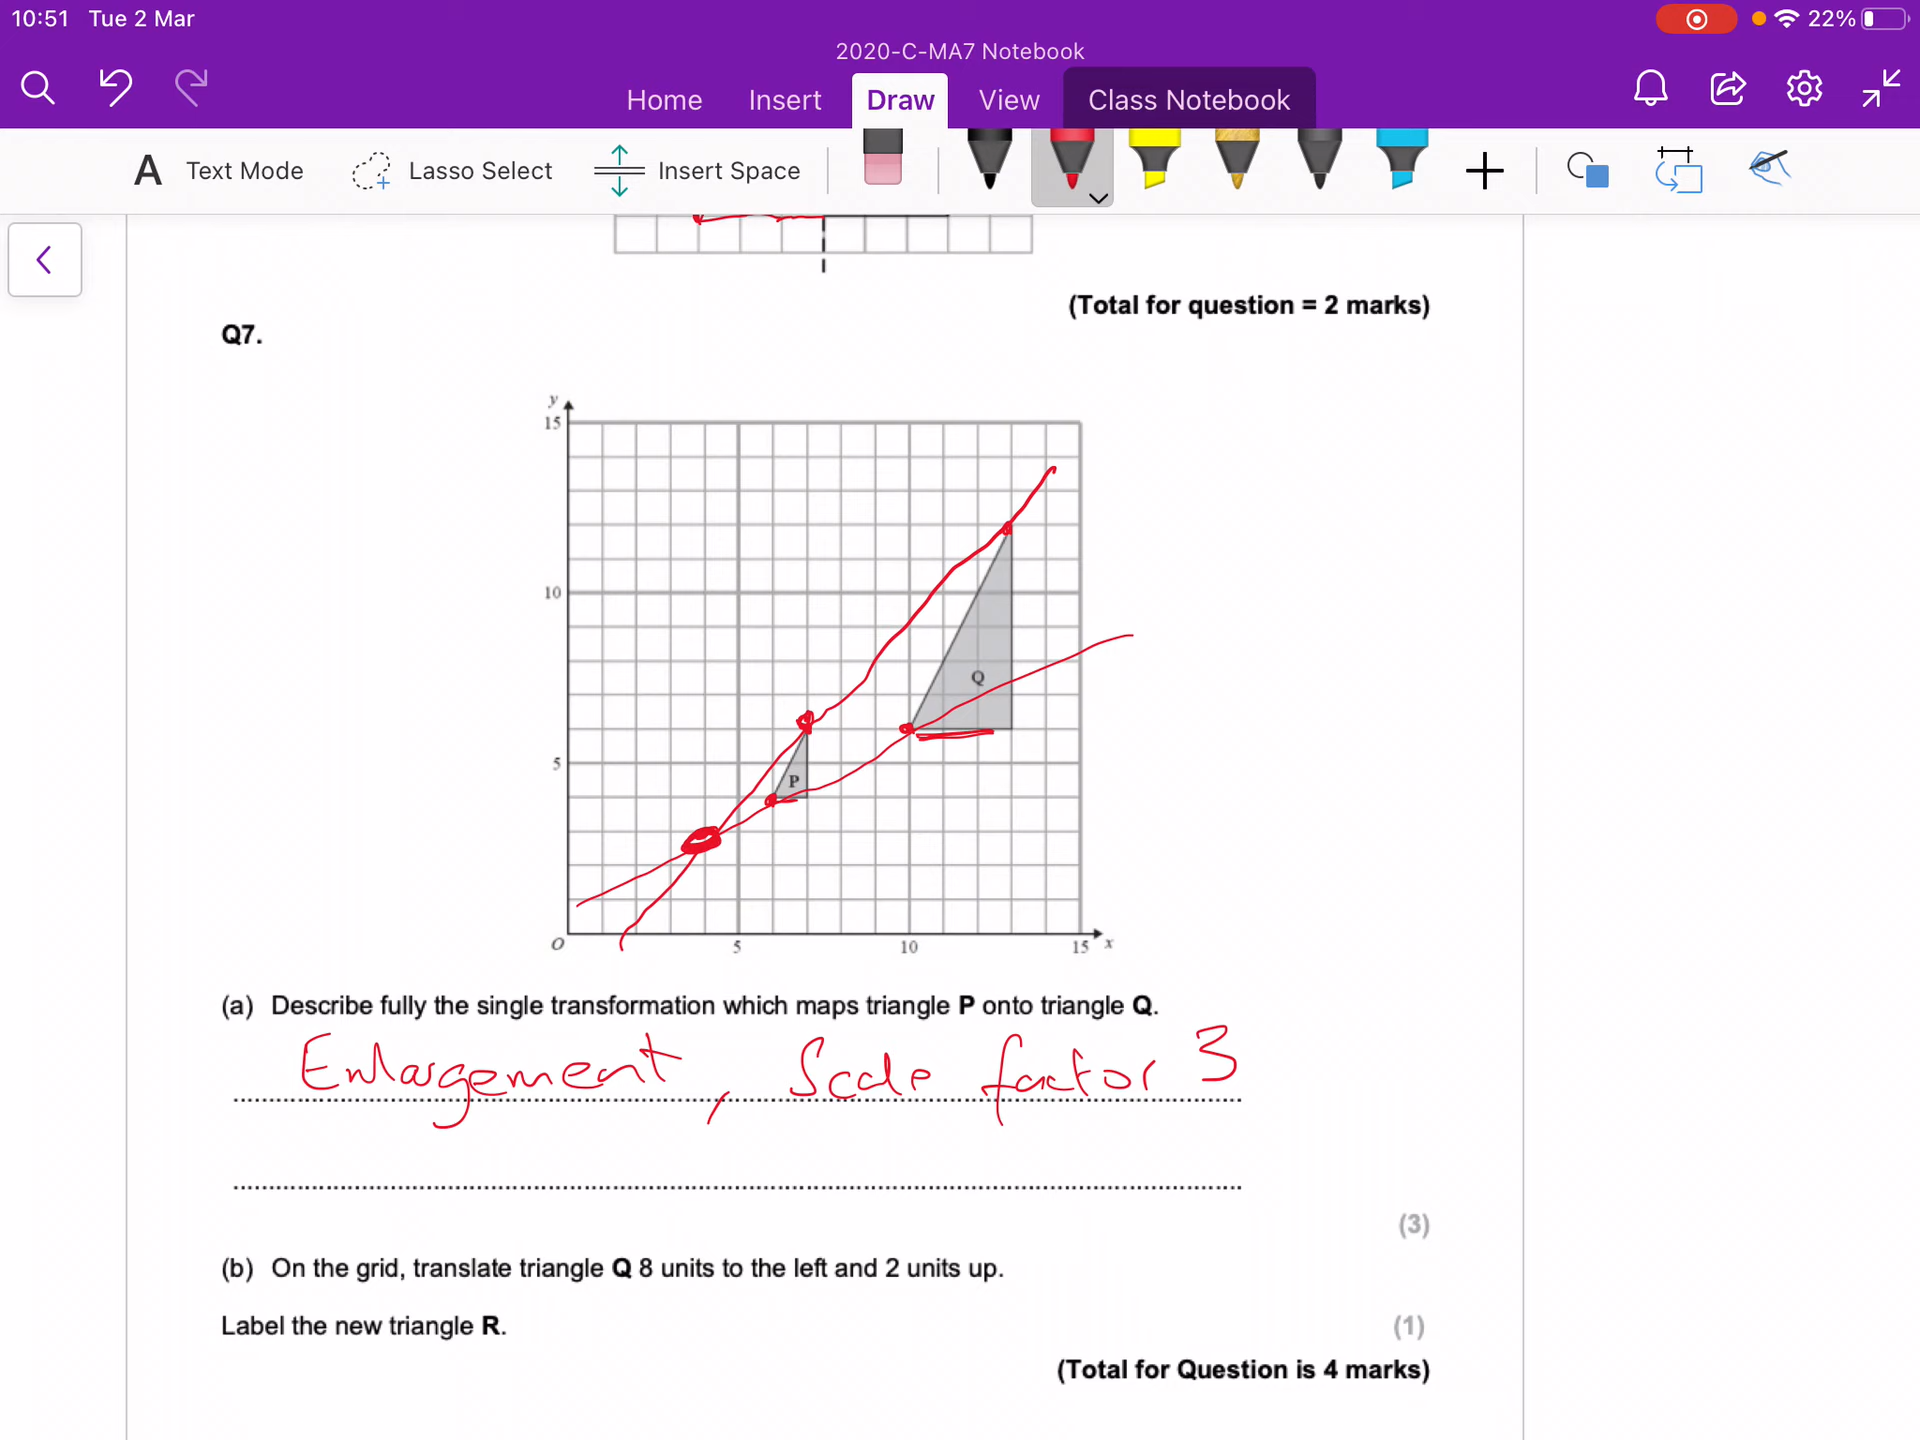 10:51 Tue 2 Mar
22%
2020-C-MA7 Notebook
Home Insert Draw View Class Notebook
A Text Mode Lasso Select Insert Space
(Total for question = 2 marks)
Q7.
y
15
10
Q
5
P
O 5 10 15 x
(a) Describe fully the single transformation which maps triangle P onto triangle Q.
Enlargement, Scale factor 3
(3)
(b) On the grid, translate triangle Q 8 units to the left and 2 units up.
Label the new triangle R.
(1)
(Total for Question is 4 marks)